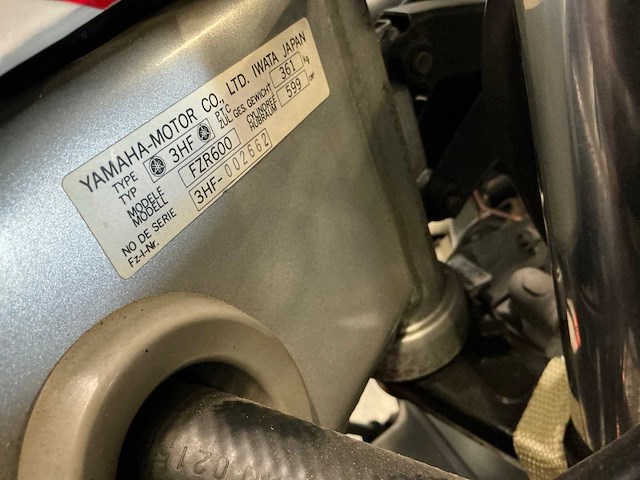 YAMAHA-MOTOR CO., LTD. IWATA JAPAN
TYPE
TYP
3HF
P.T.C.
ZUL.GES.GEWICHT
361 kg
MODELE
MODELL
FZR600
CYLINDREE
HUBRAUM
599 cm³
NO DE SERIE
Fz-I-Nr.
3HF-002662
021